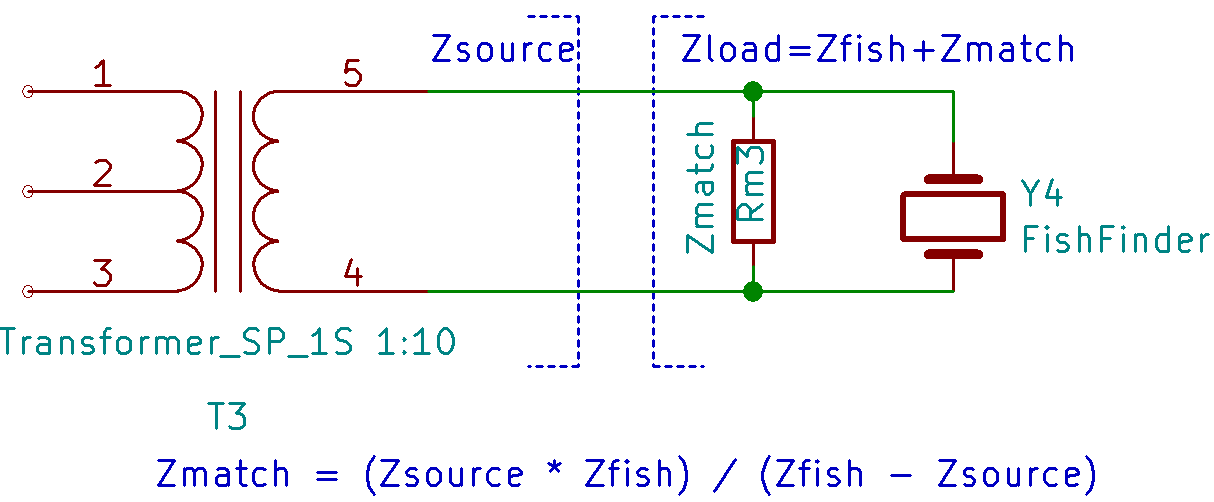 Zsource
Zload=Zfish+Zmatch
1
5
2
3
4
Zmatch
Rm3
Y4
FishFinder
Transformer_SP_1S 1:10
T3
Zmatch = (Zsource * Zfish) / (Zfish - Zsource)